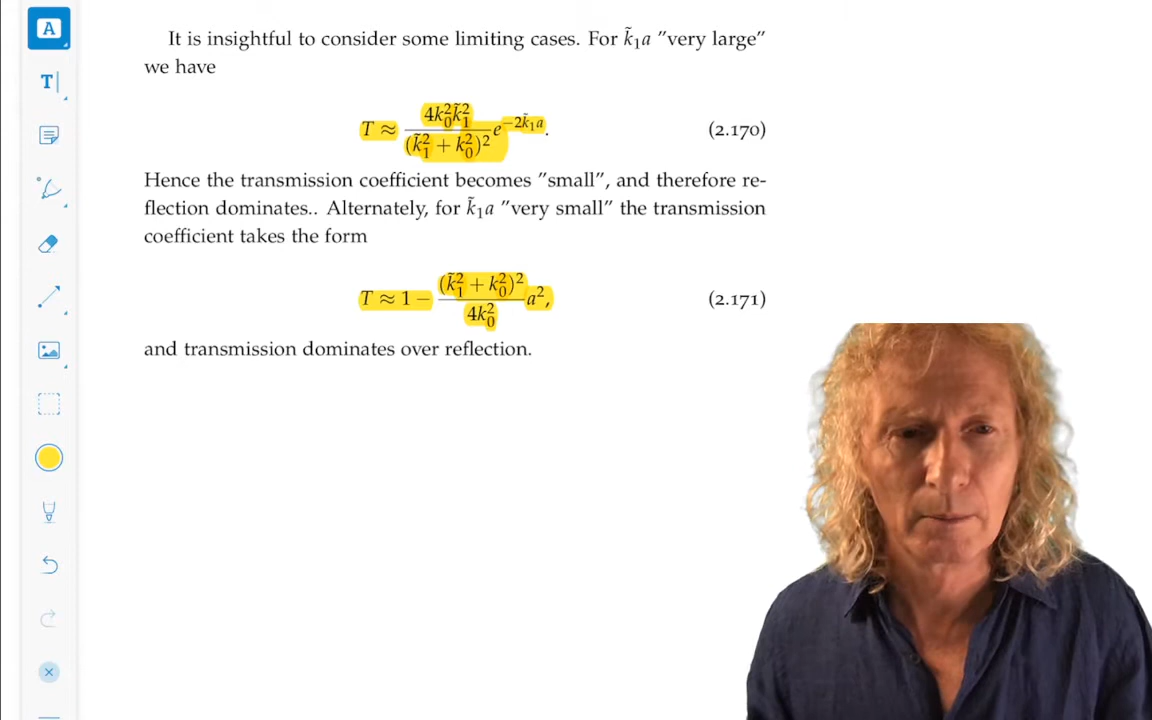 A
T|
It is insightful to consider some limiting cases. For k̃₁a ”very large”
we have
T ≈ 4k₀²k̃₁² / (k̃₁² + k₀²)² e^{−2k̃₁a}. (2.170)
Hence the transmission coefficient becomes ”small”, and therefore re-
flection dominates.. Alternately, for k̃₁a ”very small” the transmission
coefficient takes the form
T ≈ 1 − (k̃₁² + k₀²)² / 4k₀² a², (2.171)
and transmission dominates over reflection.